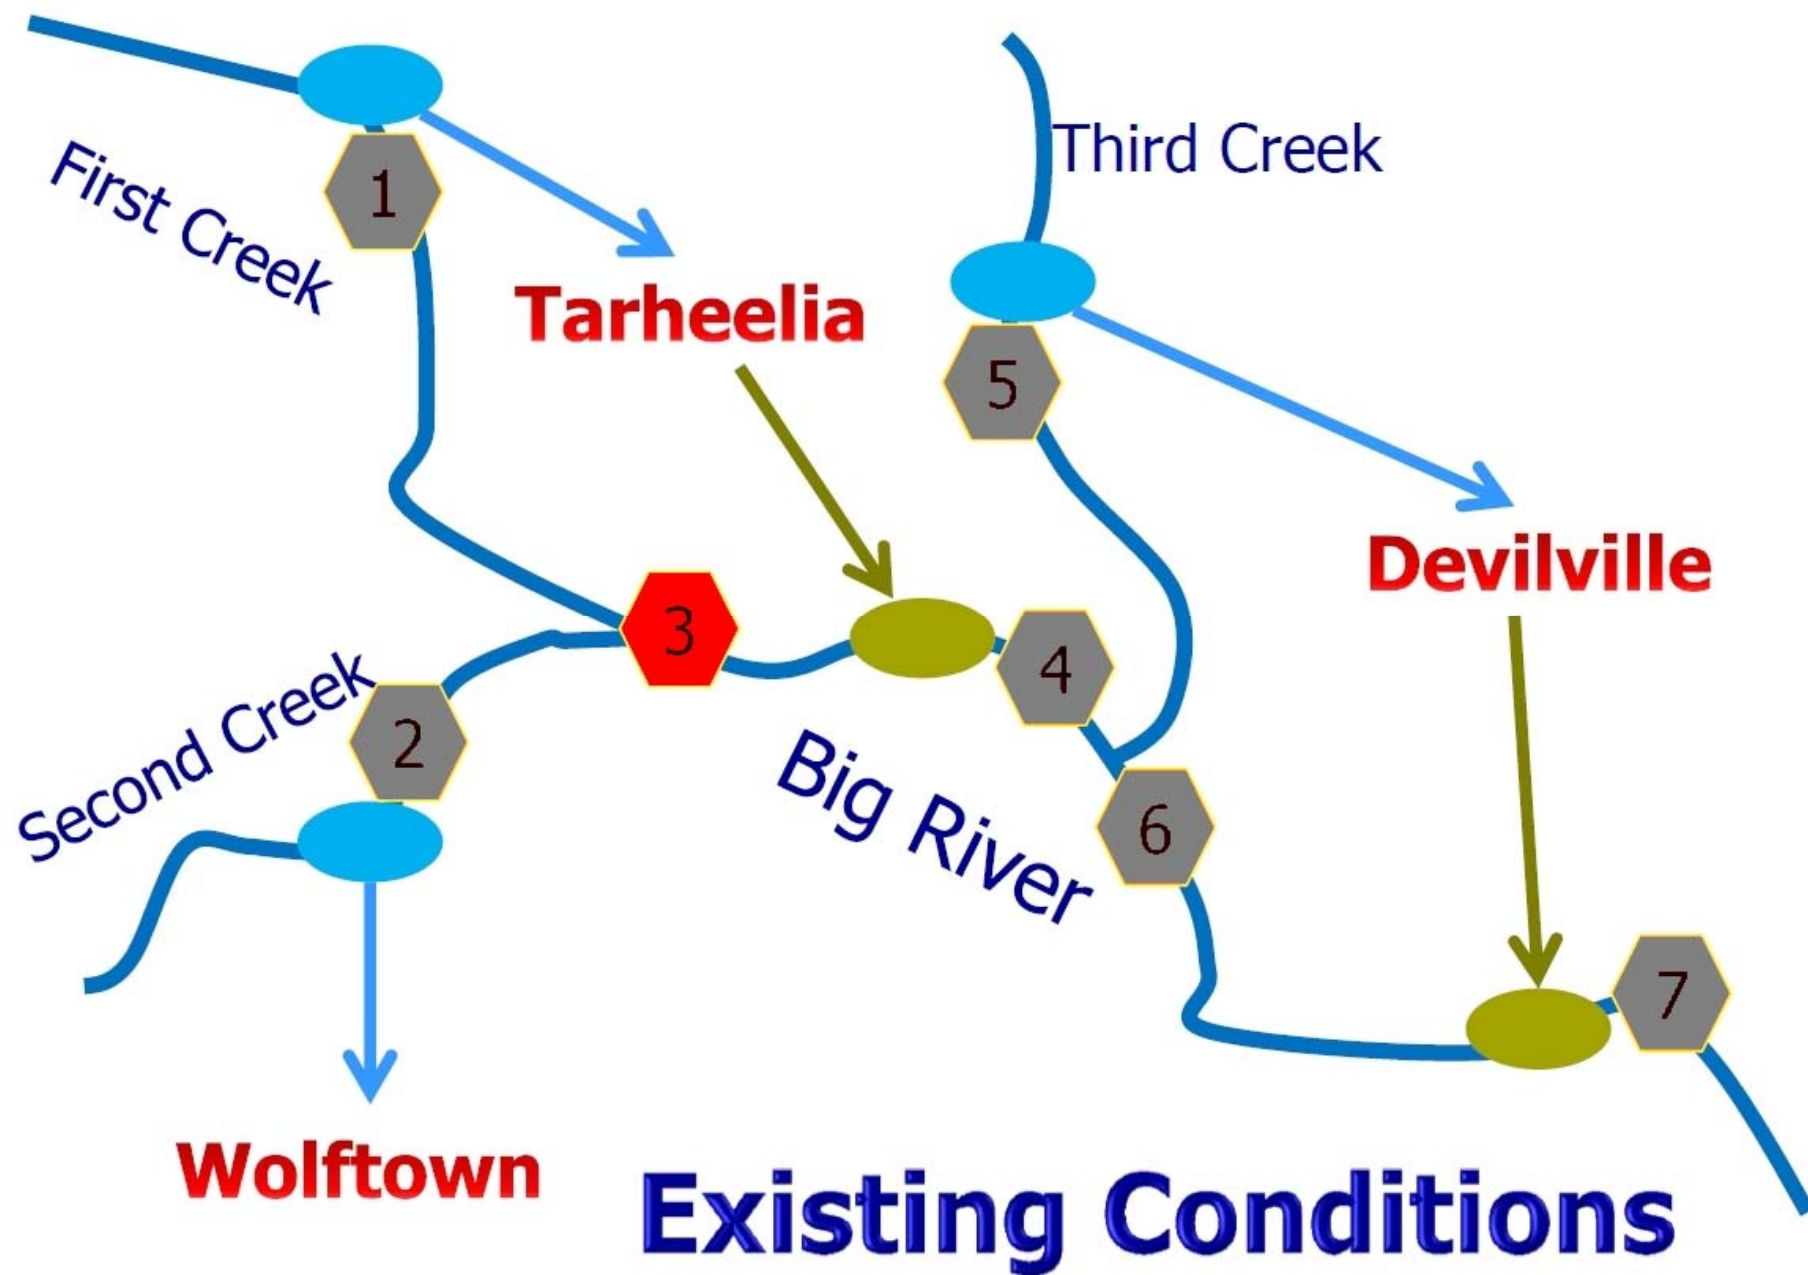 First Creek
1
Third Creek
Tarheelia
5
Devilville
3
4
Second Creek
2
Big River
6
7
Wolftown
Existing Conditions